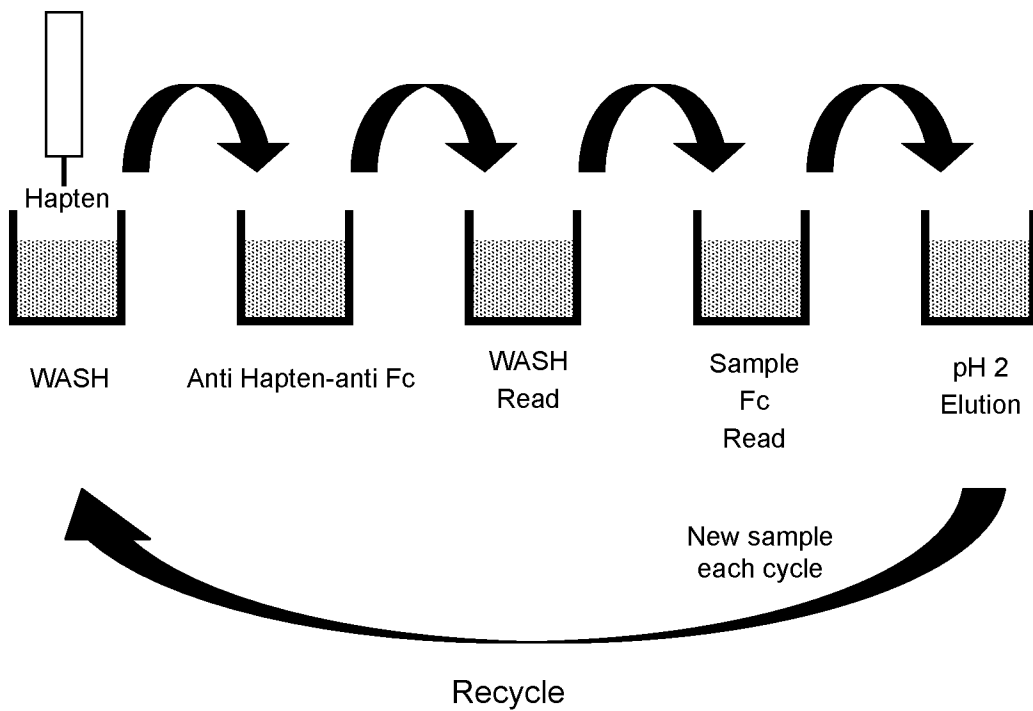 Hapten
WASH
Anti Hapten-anti Fc
WASH
Read
Sample
Fc
Read
pH 2
Elution
New sample
each cycle
Recycle